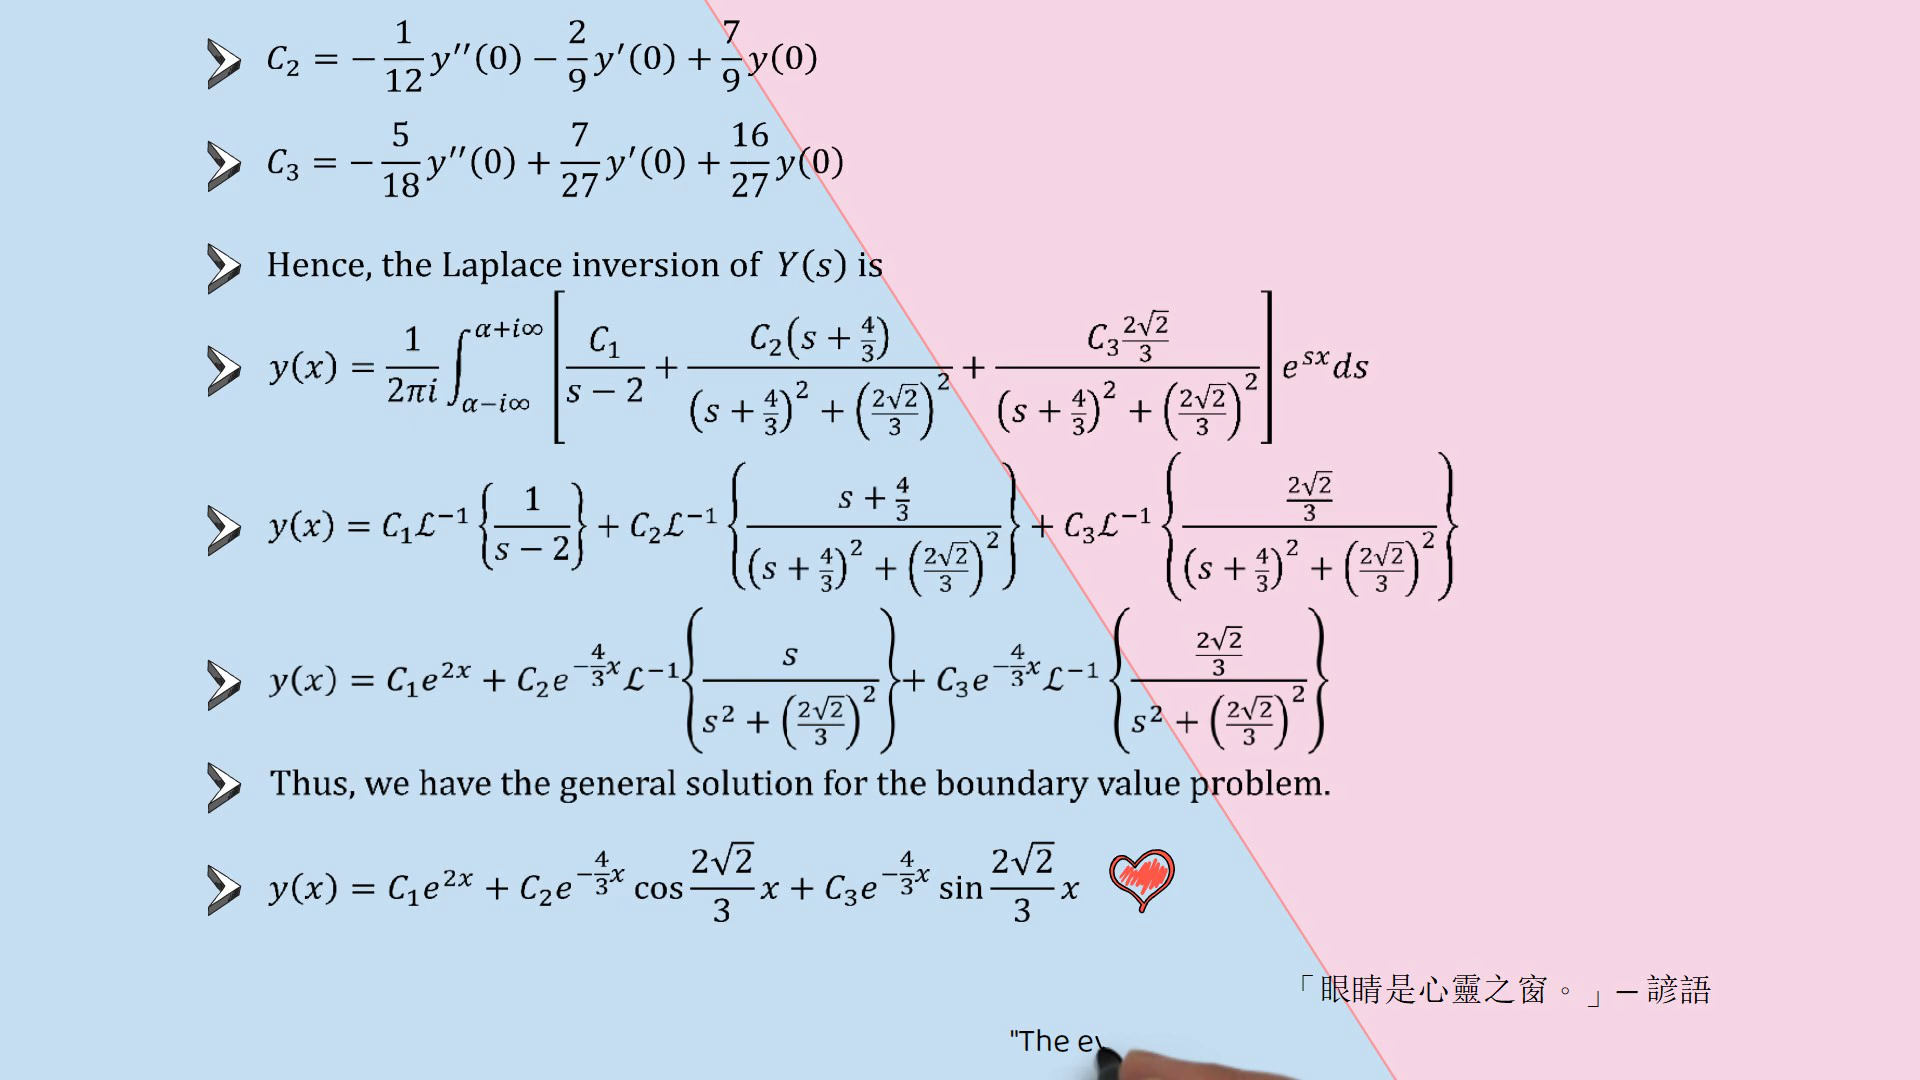 C₂ = −1/12 y′′(0) − 2/9 y′(0) + 7/9 y(0)
C₃ = −5/18 y′′(0) + 7/27 y′(0) + 16/27 y(0)
Hence, the Laplace inversion of Y(s) is
y(x) = 1/(2πi) ∫_{α−i∞}^{α+i∞} [ C₁/(s − 2) + C₂(s + 4/3)/((s + 4/3)² + (2√2/3)²) + C₃ 2√2/3/((s + 4/3)² + (2√2/3)²) ] e^{sx} ds
y(x) = C₁ℒ⁻¹{1/(s − 2)} + C₂ℒ⁻¹{(s + 4/3)/((s + 4/3)² + (2√2/3)²)} + C₃ℒ⁻¹{(2√2/3)/((s + 4/3)² + (2√2/3)²)}
y(x) = C₁e^{2x} + C₂e^{−4/3 x}ℒ⁻¹{s/(s² + (2√2/3)²)} + C₃e^{−4/3 x}ℒ⁻¹{(2√2/3)/(s² + (2√2/3)²)}
Thus, we have the general solution for the boundary value problem.
y(x) = C₁e^{2x} + C₂e^{−4/3 x} cos 2√2/3 x + C₃e^{−4/3 x} sin 2√2/3 x
「眼睛是心靈之窗。」─ 諺語
"The